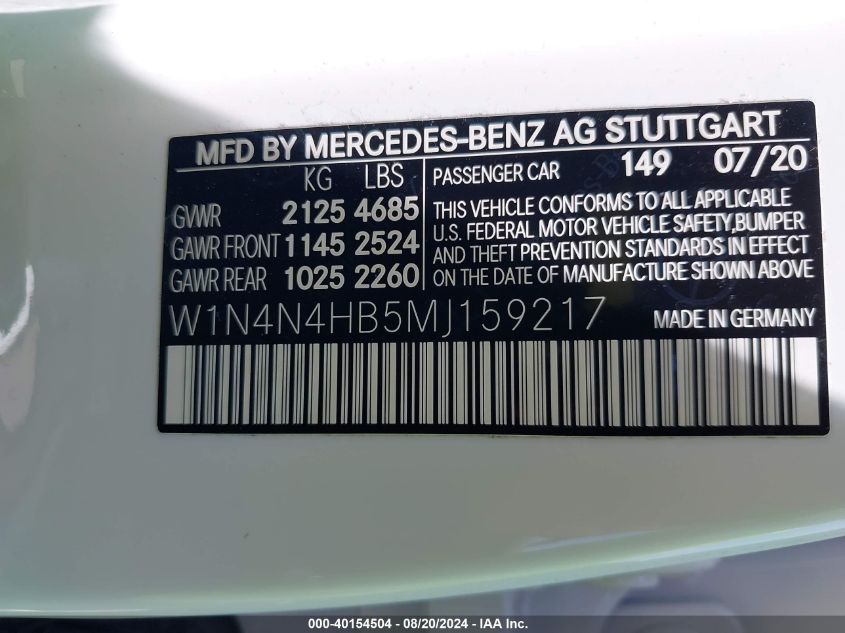 MFD BY MERCEDES-BENZ AG STUTTGART
KG LBS
GVWR 2125 4685
GAWR FRONT 1145 2524
GAWR REAR 1025 2260
PASSENGER CAR 149 07/20
THIS VEHICLE CONFORMS TO ALL APPLICABLE
U.S. FEDERAL MOTOR VEHICLE SAFETY,BUMPER
AND THEFT PREVENTION STANDARDS IN EFFECT
ON THE DATE OF MANUFACTURE SHOWN ABOVE
W1N4N4HB5MJ159217 MADE IN GERMANY
000-40154504 - 08/20/2024 - IAA Inc.